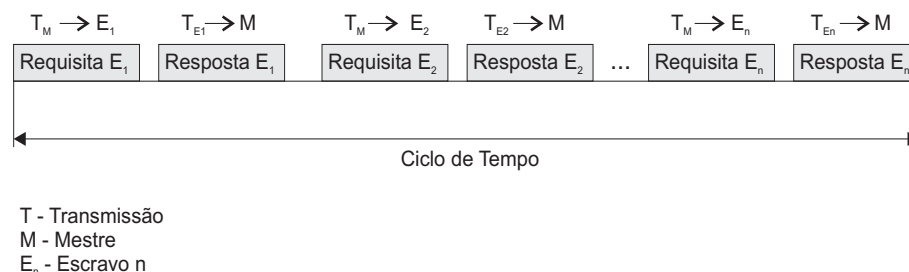 T_M → E_1 T_E1 → M T_M → E_2 T_E2 → M T_M → E_n T_En → M
Requisita E_1 Resposta E_1 Requisita E_2 Resposta E_2 ... Requisita E_n Resposta E_n
Ciclo de Tempo
T - Transmissão
M - Mestre
E_n - Escravo n